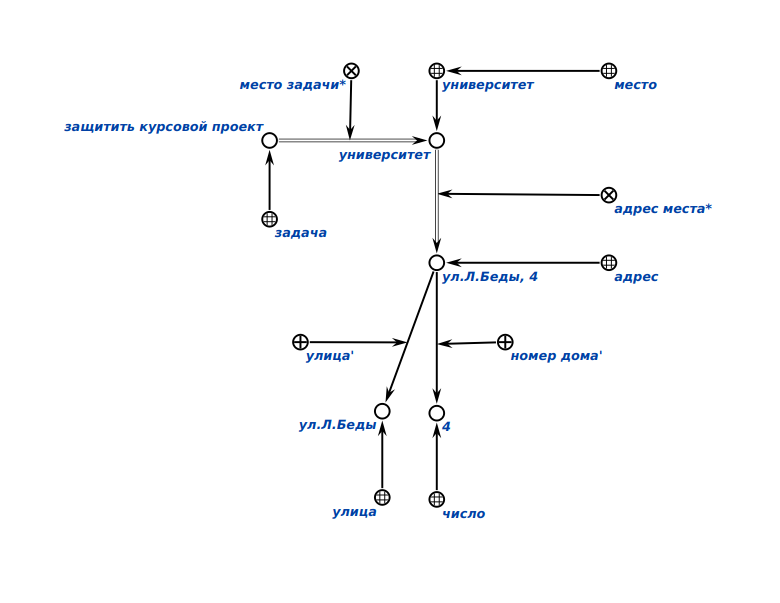 место задачи*
университет
место
защитить курсовой проект
университет
адрес места*
задача
ул.Л.Беды, 4
адрес
улица'
номер дома'
ул.Л.Беды
4
улица
число